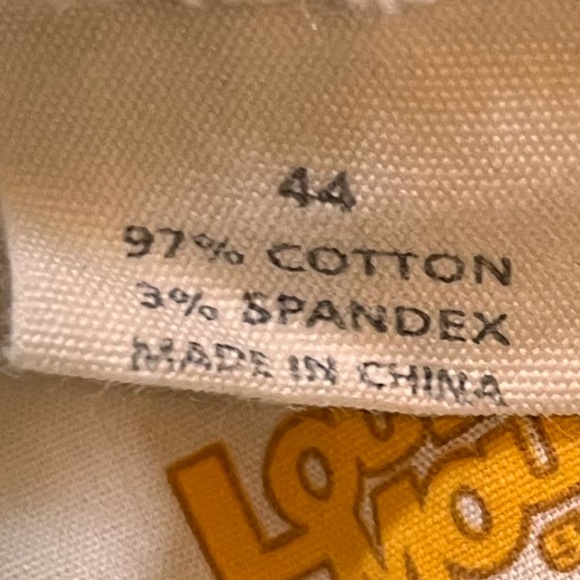 44
97% COTTON
3% SPANDEX
MADE IN CHINA